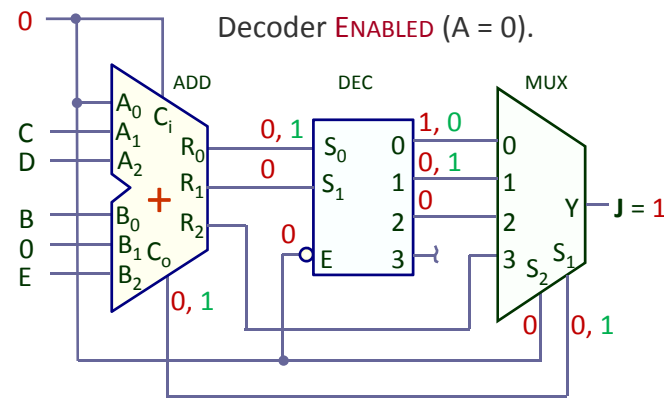 0
Decoder ENABLED (A = 0).
ADD
DEC
MUX
A0
Ci
A1
A2
C
D
+
R0
R1
R2
0, 1
0
S0
S1
0
E
0
1
2
3
1, 0
0, 1
0
0
1
2
3
Y
J = 1
S2
S1
B
0
E
B0
B1
B2
Co
0, 1
0
0, 1